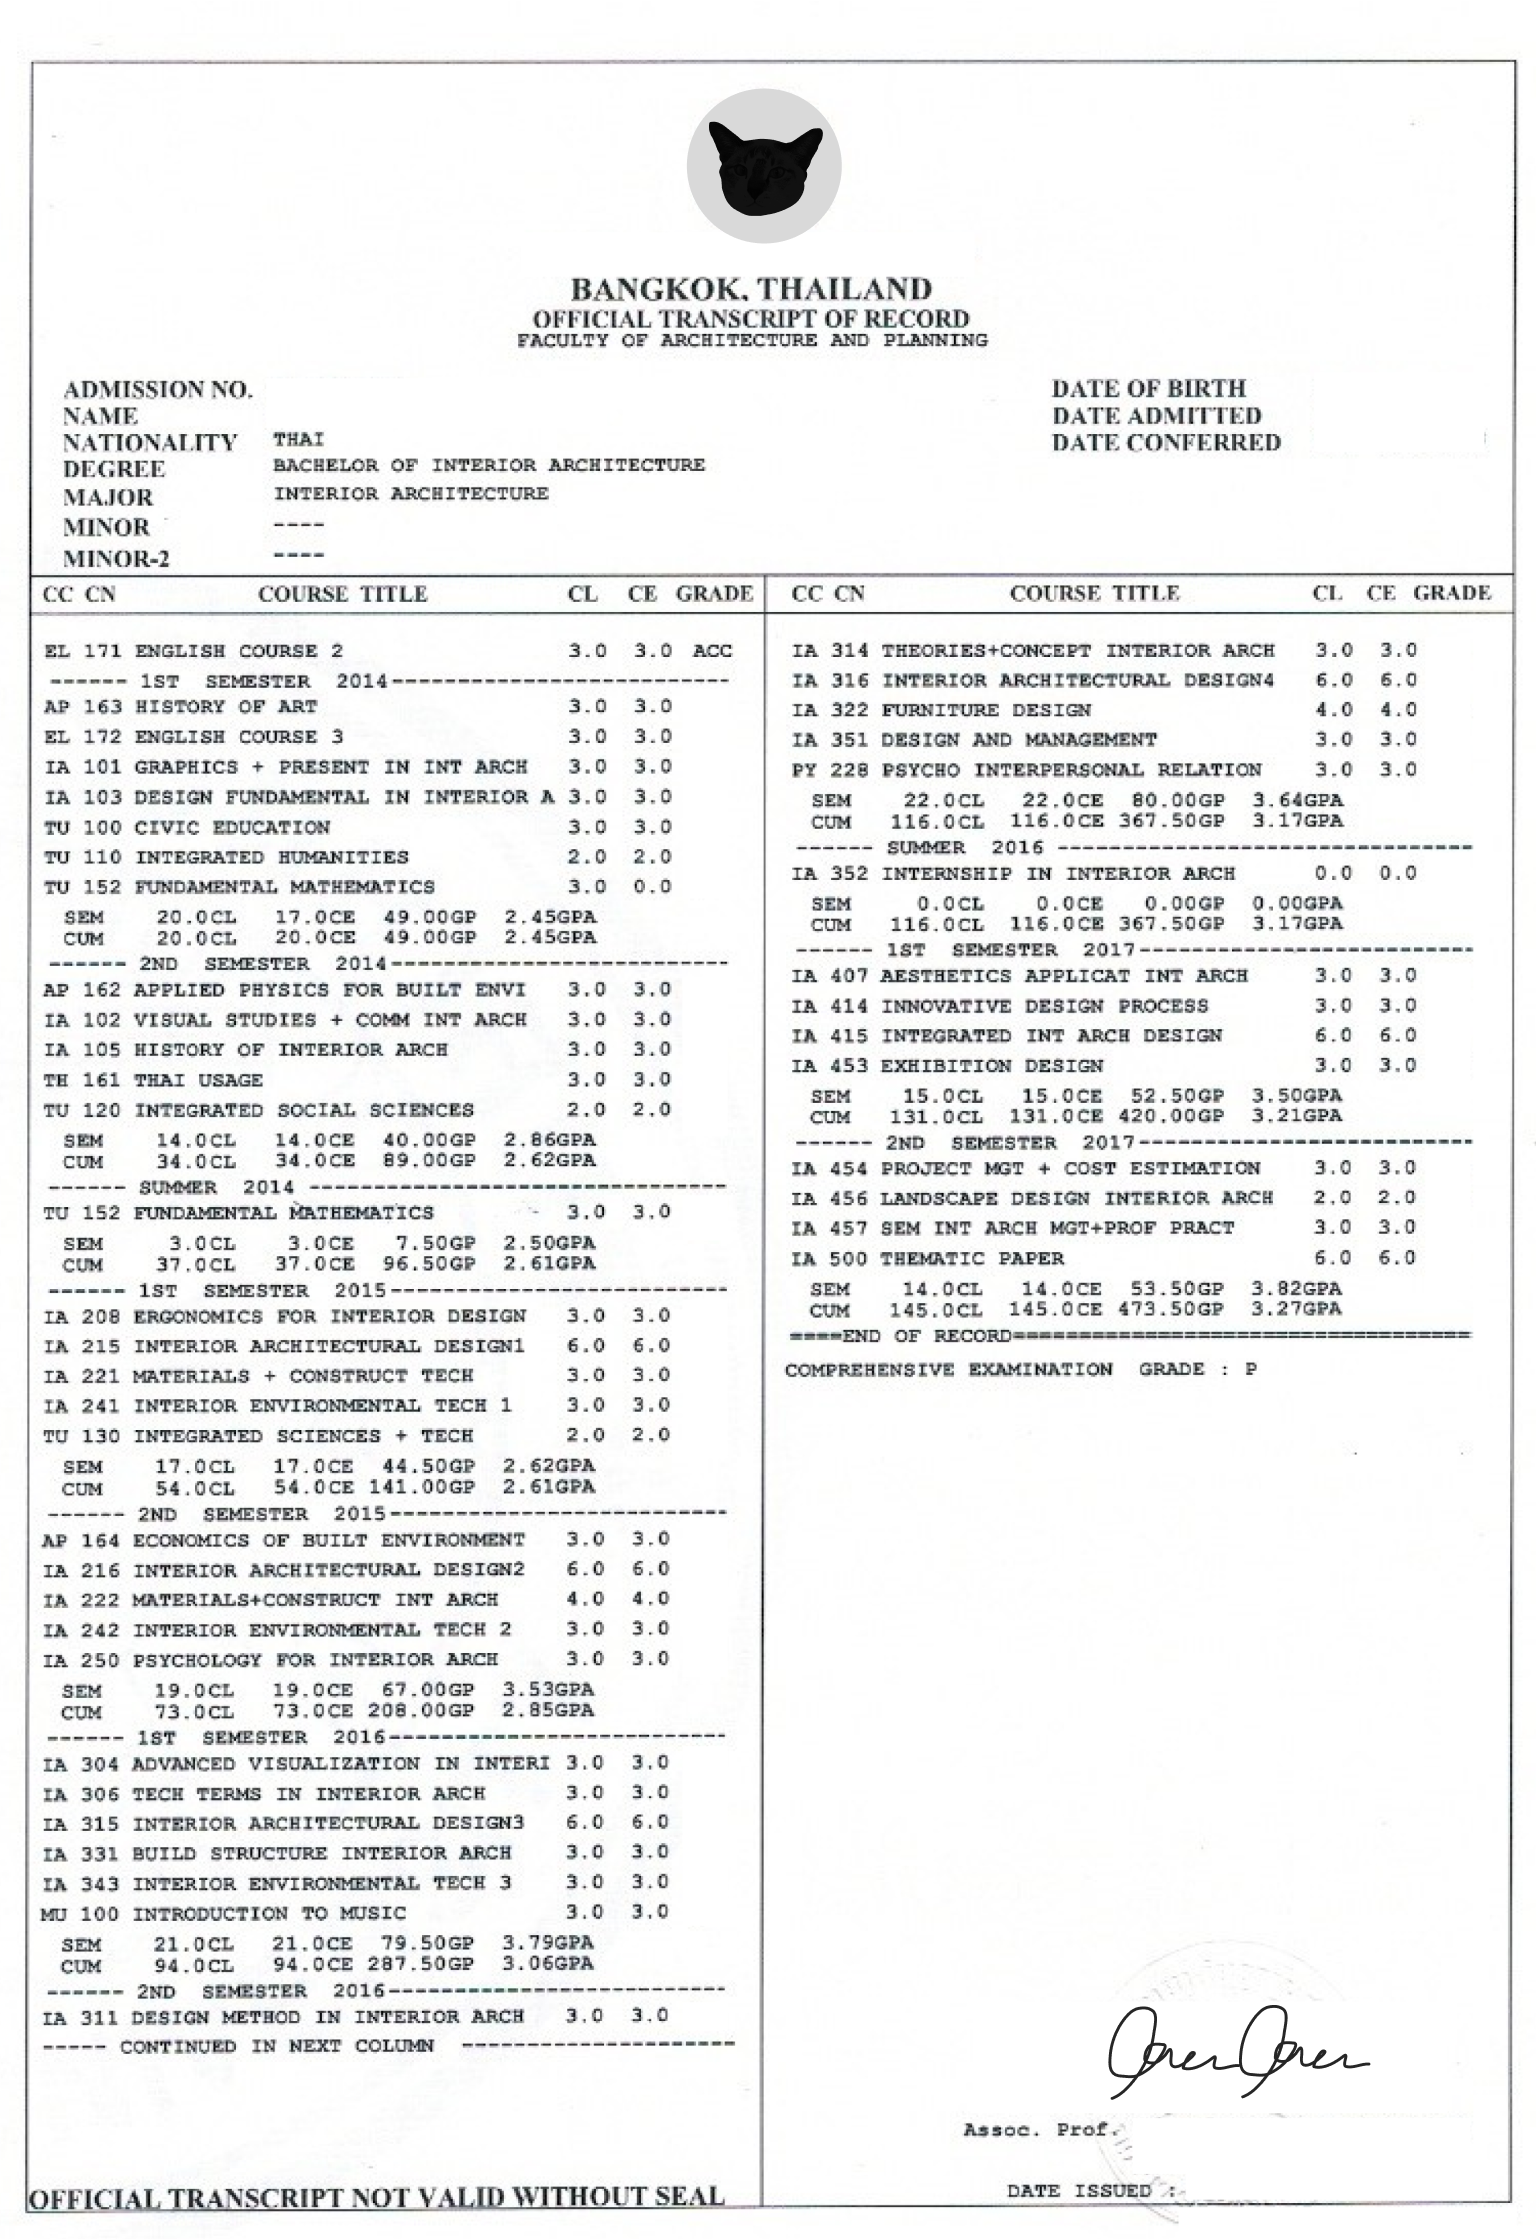 BANGKOK, THAILAND
OFFICIAL TRANSCRIPT OF RECORD
FACULTY OF ARCHITECTURE AND PLANNING
ADMISSION NO.
NAME
NATIONALITY THAI
DEGREE BACHELOR OF INTERIOR ARCHITECTURE
MAJOR INTERIOR ARCHITECTURE
MINOR ----
MINOR-2 ----
DATE OF BIRTH
DATE ADMITTED
DATE CONFERRED
CC CN COURSE TITLE CL CE GRADE
EL 171 ENGLISH COURSE 2 3.0 3.0 ACC
------ 1ST SEMESTER 2014--------------------------
AP 163 HISTORY OF ART 3.0 3.0
EL 172 ENGLISH COURSE 3 3.0 3.0
IA 101 GRAPHICS + PRESENT IN INT ARCH 3.0 3.0
IA 103 DESIGN FUNDAMENTAL IN INTERIOR A 3.0 3.0
TU 100 CIVIC EDUCATION 3.0 3.0
TU 110 INTEGRATED HUMANITIES 2.0 2.0
TU 152 FUNDAMENTAL MATHEMATICS 3.0 0.0
SEM 20.0CL 17.0CE 49.00GP 2.45GPA
CUM 20.0CL 20.0CE 49.00GP 2.45GPA
------ 2ND SEMESTER 2014--------------------------
AP 162 APPLIED PHYSICS FOR BUILT ENVI 3.0 3.0
IA 102 VISUAL STUDIES + COMM INT ARCH 3.0 3.0
IA 105 HISTORY OF INTERIOR ARCH 3.0 3.0
TH 161 THAI USAGE 3.0 3.0
TU 120 INTEGRATED SOCIAL SCIENCES 2.0 2.0
SEM 14.0CL 14.0CE 40.00GP 2.86GPA
CUM 34.0CL 34.0CE 89.00GP 2.62GPA
------ SUMMER 2014 --------------------------------
TU 152 FUNDAMENTAL MATHEMATICS 3.0 3.0
SEM 3.0CL 3.0CE 7.50GP 2.50GPA
CUM 37.0CL 37.0CE 96.50GP 2.61GPA
------ 1ST SEMESTER 2015--------------------------
IA 208 ERGONOMICS FOR INTERIOR DESIGN 3.0 3.0
IA 215 INTERIOR ARCHITECTURAL DESIGN1 6.0 6.0
IA 221 MATERIALS + CONSTRUCT TECH 3.0 3.0
IA 241 INTERIOR ENVIRONMENTAL TECH 1 3.0 3.0
TU 130 INTEGRATED SCIENCES + TECH 2.0 2.0
SEM 17.0CL 17.0CE 44.50GP 2.62GPA
CUM 54.0CL 54.0CE 141.00GP 2.61GPA
------ 2ND SEMESTER 2015--------------------------
AP 164 ECONOMICS OF BUILT ENVIRONMENT 3.0 3.0
IA 216 INTERIOR ARCHITECTURAL DESIGN2 6.0 6.0
IA 222 MATERIALS+CONSTRUCT INT ARCH 4.0 4.0
IA 242 INTERIOR ENVIRONMENTAL TECH 2 3.0 3.0
IA 250 PSYCHOLOGY FOR INTERIOR ARCH 3.0 3.0
SEM 19.0CL 19.0CE 67.00GP 3.53GPA
CUM 73.0CL 73.0CE 208.00GP 2.85GPA
------ 1ST SEMESTER 2016--------------------------
IA 304 ADVANCED VISUALIZATION IN INTERI 3.0 3.0
IA 306 TECH TERMS IN INTERIOR ARCH 3.0 3.0
IA 315 INTERIOR ARCHITECTURAL DESIGN3 6.0 6.0
IA 331 BUILD STRUCTURE INTERIOR ARCH 3.0 3.0
IA 343 INTERIOR ENVIRONMENTAL TECH 3 3.0 3.0
MU 100 INTRODUCTION TO MUSIC 3.0 3.0
SEM 21.0CL 21.0CE 79.50GP 3.79GPA
CUM 94.0CL 94.0CE 287.50GP 3.06GPA
------ 2ND SEMESTER 2016--------------------------
IA 311 DESIGN METHOD IN INTERIOR ARCH 3.0 3.0
----- CONTINUED IN NEXT COLUMN ---------------------
CC CN COURSE TITLE CL CE GRADE
IA 314 THEORIES+CONCEPT INTERIOR ARCH 3.0 3.0
IA 316 INTERIOR ARCHITECTURAL DESIGN4 6.0 6.0
IA 322 FURNITURE DESIGN 4.0 4.0
IA 351 DESIGN AND MANAGEMENT 3.0 3.0
PY 228 PSYCHO INTERPERSONAL RELATION 3.0 3.0
SEM 22.0CL 22.0CE 80.00GP 3.64GPA
CUM 116.0CL 116.0CE 367.50GP 3.17GPA
------ SUMMER 2016 --------------------------------
IA 352 INTERNSHIP IN INTERIOR ARCH 0.0 0.0
SEM 0.0CL 0.0CE 0.00GP 0.00GPA
CUM 116.0CL 116.0CE 367.50GP 3.17GPA
------ 1ST SEMESTER 2017--------------------------
IA 407 AESTHETICS APPLICAT INT ARCH 3.0 3.0
IA 414 INNOVATIVE DESIGN PROCESS 3.0 3.0
IA 415 INTEGRATED INT ARCH DESIGN 6.0 6.0
IA 453 EXHIBITION DESIGN 3.0 3.0
SEM 15.0CL 15.0CE 52.50GP 3.50GPA
CUM 131.0CL 131.0CE 420.00GP 3.21GPA
------ 2ND SEMESTER 2017--------------------------
IA 454 PROJECT MGT + COST ESTIMATION 3.0 3.0
IA 456 LANDSCAPE DESIGN INTERIOR ARCH 2.0 2.0
IA 457 SEM INT ARCH MGT+PROF PRACT 3.0 3.0
IA 500 THEMATIC PAPER 6.0 6.0
SEM 14.0CL 14.0CE 53.50GP 3.82GPA
CUM 145.0CL 145.0CE 473.50GP 3.27GPA
====END OF RECORD===================================
COMPREHENSIVE EXAMINATION GRADE : P
Assoc. Prof.
DATE ISSUED :
OFFICIAL TRANSCRIPT NOT VALID WITHOUT SEAL